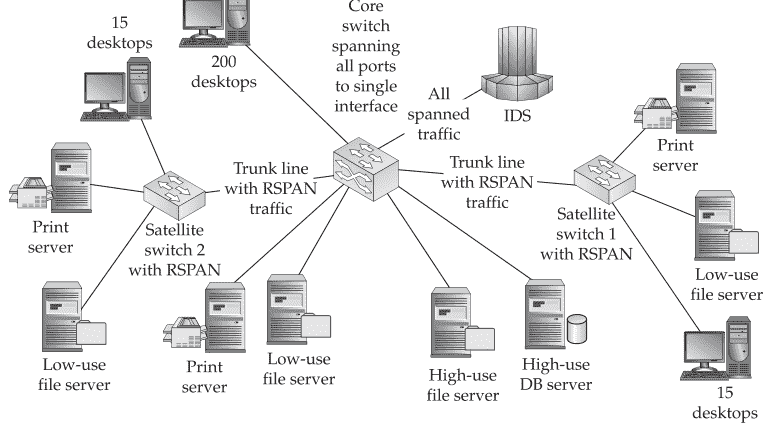 15
desktops
200
desktops
Core
switch
spanning
all ports
to single
interface
All
spanned
traffic
IDS
Print
server
Trunk line
with RSPAN
traffic
Trunk line
with RSPAN
traffic
Print
server
Satellite
switch 2
with RSPAN
Satellite
switch 1
with RSPAN
Low-use
file server
Low-use
file server
Print
server
Low-use
file server
High-use
file server
High-use
DB server
15
desktops